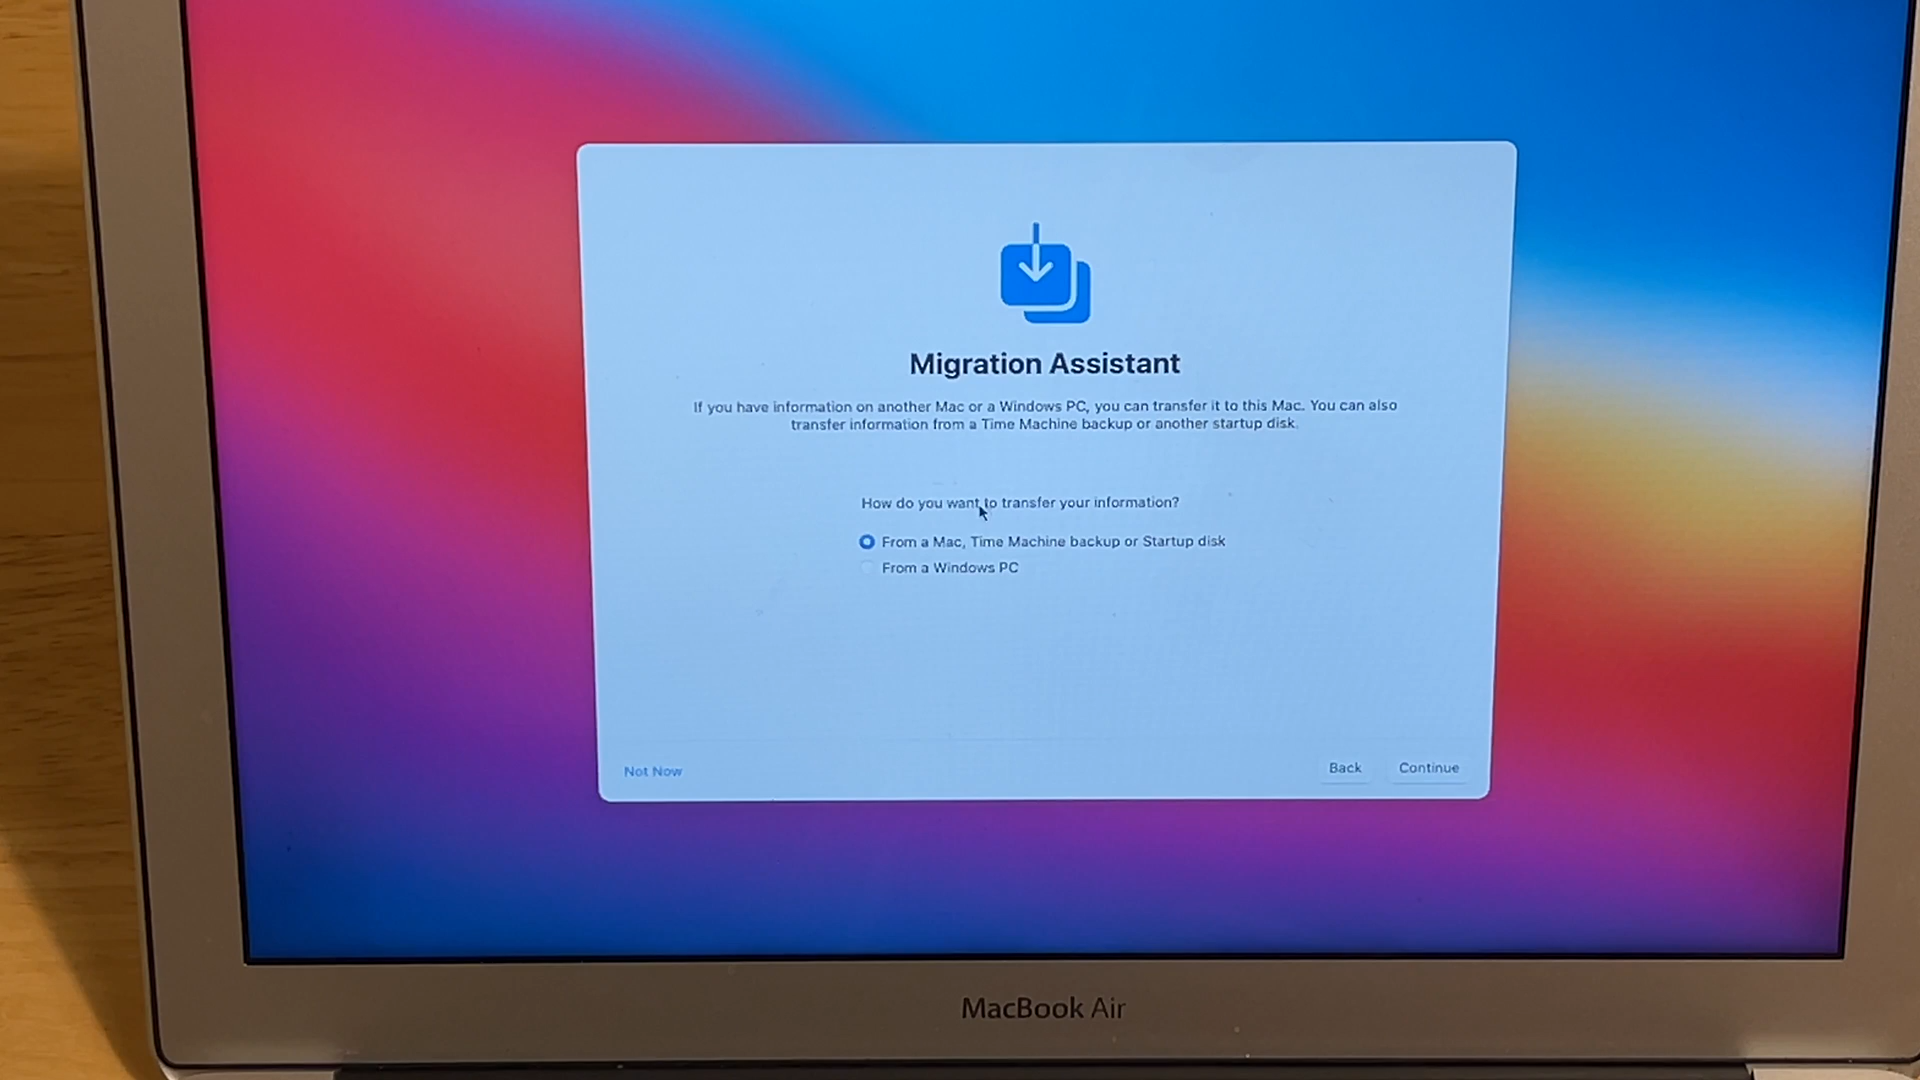 Migration Assistant
If you have information on another Mac or a Windows PC, you can transfer it to this Mac. You can also
transfer information from a Time Machine backup or another startup disk.
How do you want to transfer your information?
From a Mac, Time Machine backup or Startup disk
From a Windows PC
Not Now
Back
Continue
MacBook Air